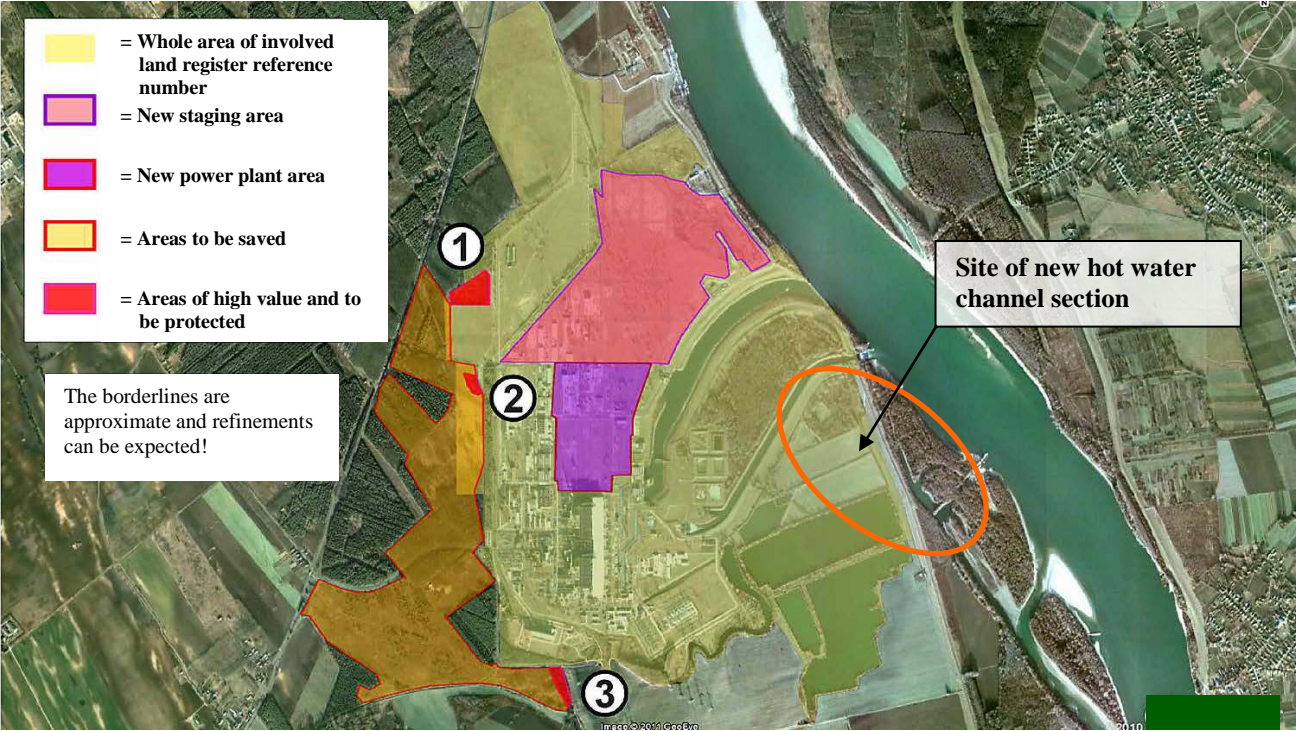 = Whole area of involved
land register reference
number
= New staging area
= New power plant area
= Areas to be saved
= Areas of high value and to
be protected
The borderlines are
approximate and refinements
can be expected!
1
2
3
Site of new hot water
channel section
N
Image © 2011 GeoEye
2010